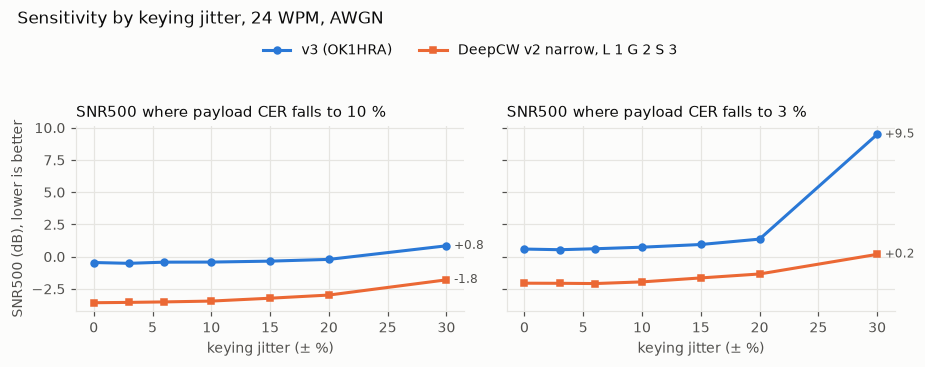 Sensitivity by keying jitter, 24 WPM, AWGN
v3 (OK1HRA)
DeepCW v2 narrow, L 1 G 2 S 3
SNR500 where payload CER falls to 10 %
SNR500 (dB), lower is better
10.0
7.5
5.0
2.5
0.0
−2.5
+0.8
-1.8
0 5 10 15 20 25 30
keying jitter (± %)
SNR500 where payload CER falls to 3 %
+9.5
+0.2
0 5 10 15 20 25 30
keying jitter (± %)